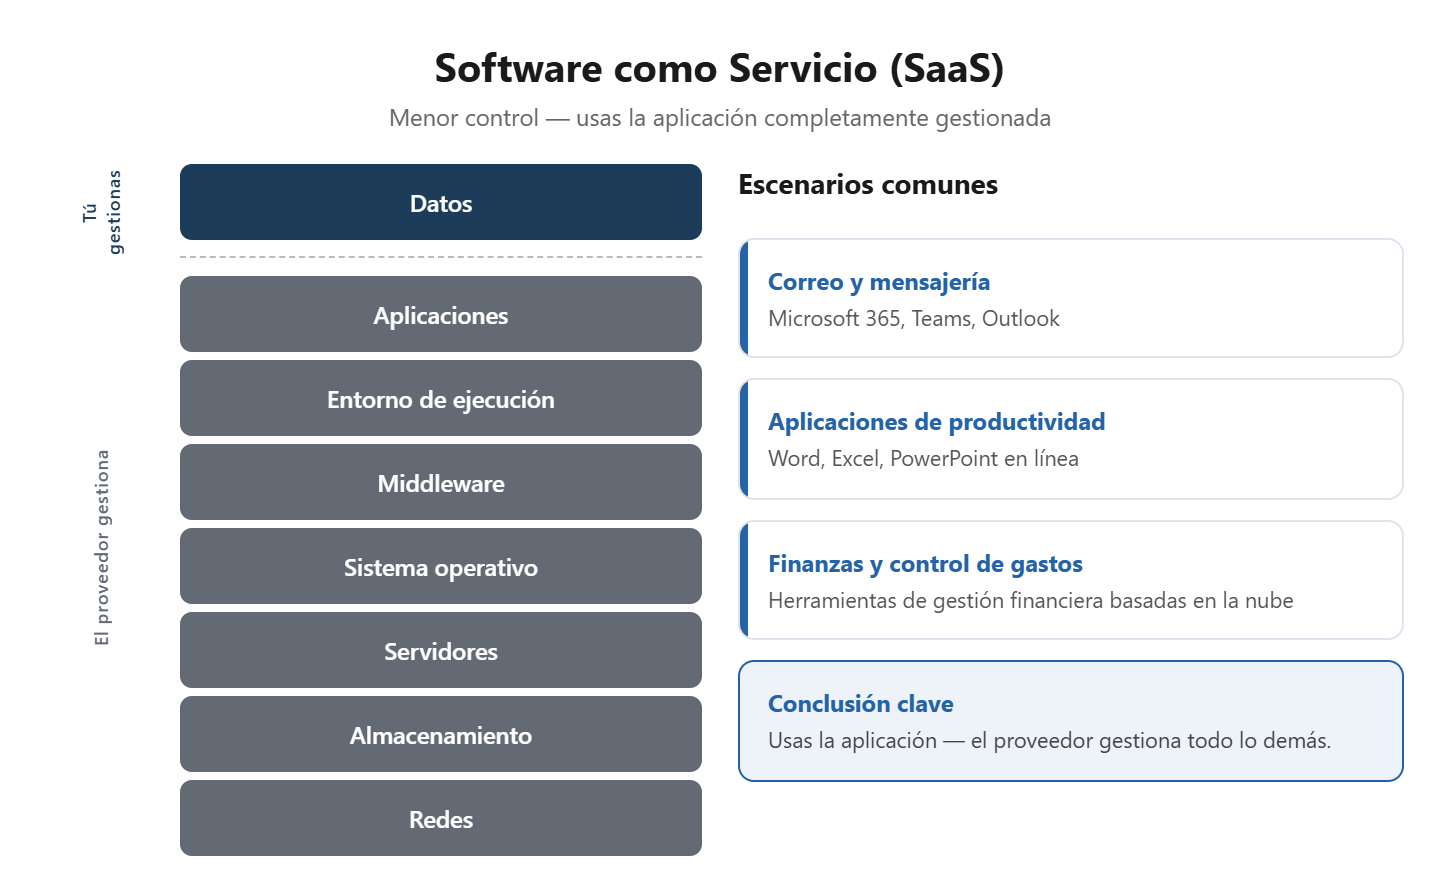 Software como Servicio (SaaS)
Menor control — usas la aplicación completamente gestionada
Tú
gestionas
Datos
El proveedor gestiona
Aplicaciones
Entorno de ejecución
Middleware
Sistema operativo
Servidores
Almacenamiento
Redes
Escenarios comunes
Correo y mensajería
Microsoft 365, Teams, Outlook
Aplicaciones de productividad
Word, Excel, PowerPoint en línea
Finanzas y control de gastos
Herramientas de gestión financiera basadas en la nube
Conclusión clave
Usas la aplicación — el proveedor gestiona todo lo demás.